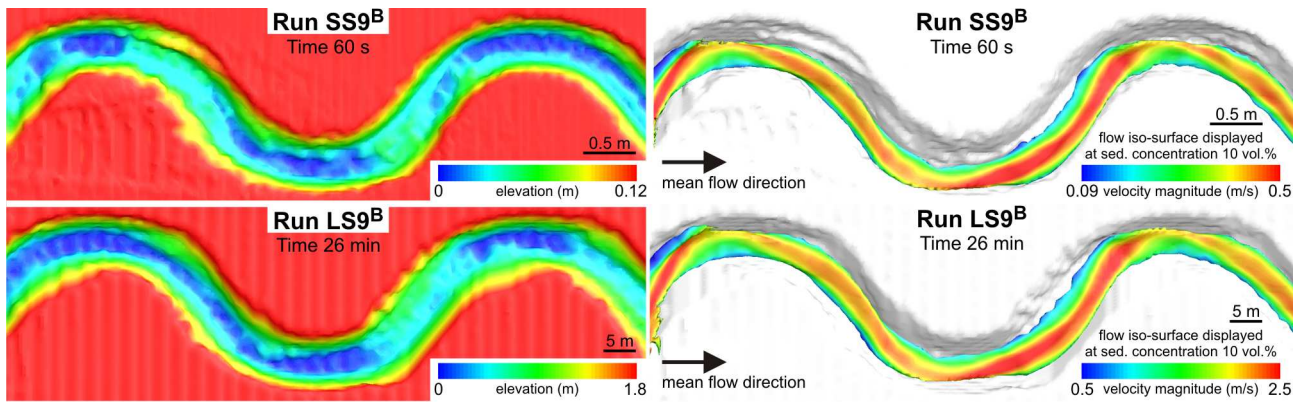 Run SS9ᴮ
Time 60 s
0.5 m
0 elevation (m) 0.12
Run SS9ᴮ
Time 60 s
0.5 m
mean flow direction
flow iso-surface displayed
at sed. concentration 10 vol.%
0.09 velocity magnitude (m/s) 0.5
Run LS9ᴮ
Time 26 min
5 m
0 elevation (m) 1.8
Run LS9ᴮ
Time 26 min
5 m
mean flow direction
flow iso-surface displayed
at sed. concentration 10 vol.%
0.5 velocity magnitude (m/s) 2.5